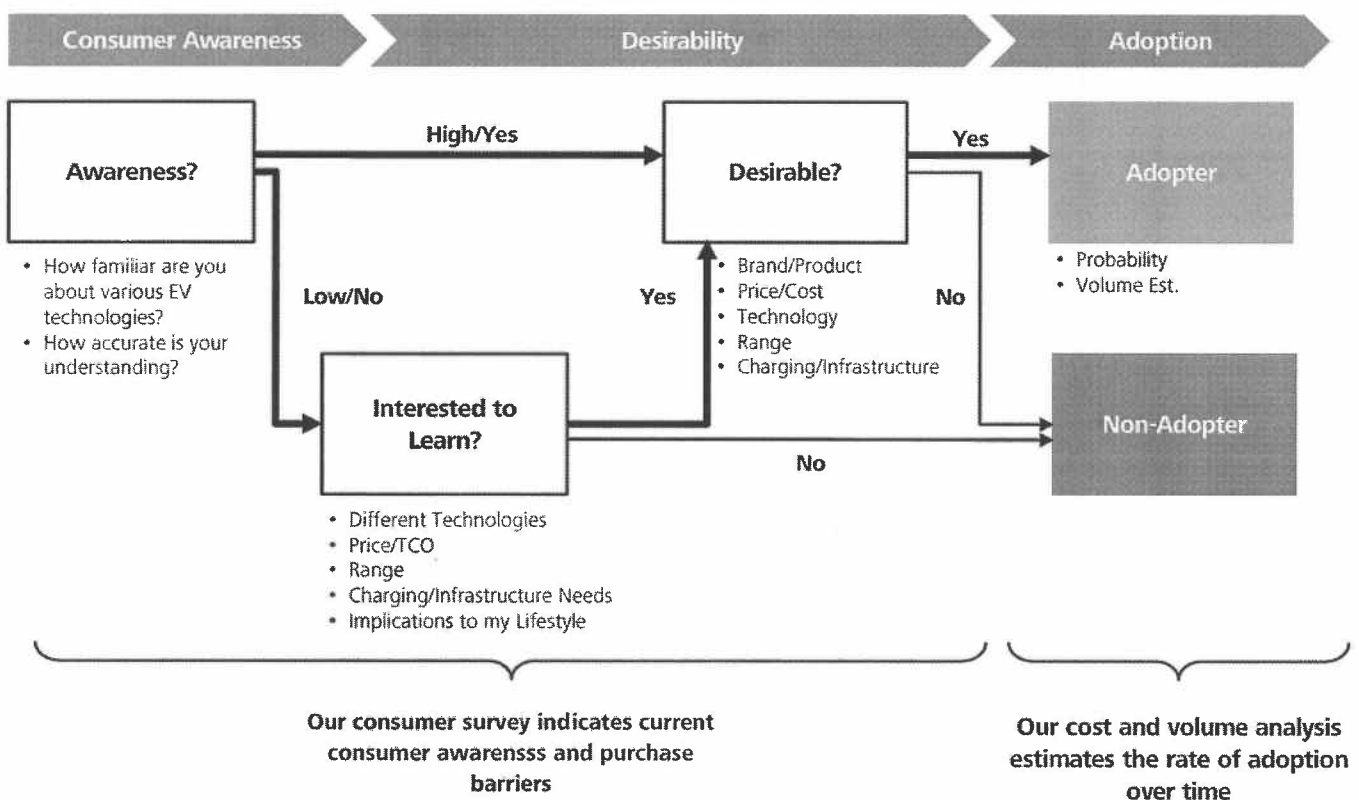 Consumer Awareness
Desirability
Adoption
Awareness?
High/Yes
Desirable?
Yes
Adopter
• How familiar are you
about various EV
technologies?
• How accurate is your
understanding?
Low/No
Yes
• Brand/Product
• Price/Cost
• Technology
• Range
• Charging/Infrastructure
No
• Probability
• Volume Est.
Interested to
Learn?
No
Non-Adopter
• Different Technologies
• Price/TCO
• Range
• Charging/Infrastructure Needs
• Implications to my Lifestyle
Our consumer survey indicates current
consumer awarensss and purchase
barriers
Our cost and volume analysis
estimates the rate of adoption
over time